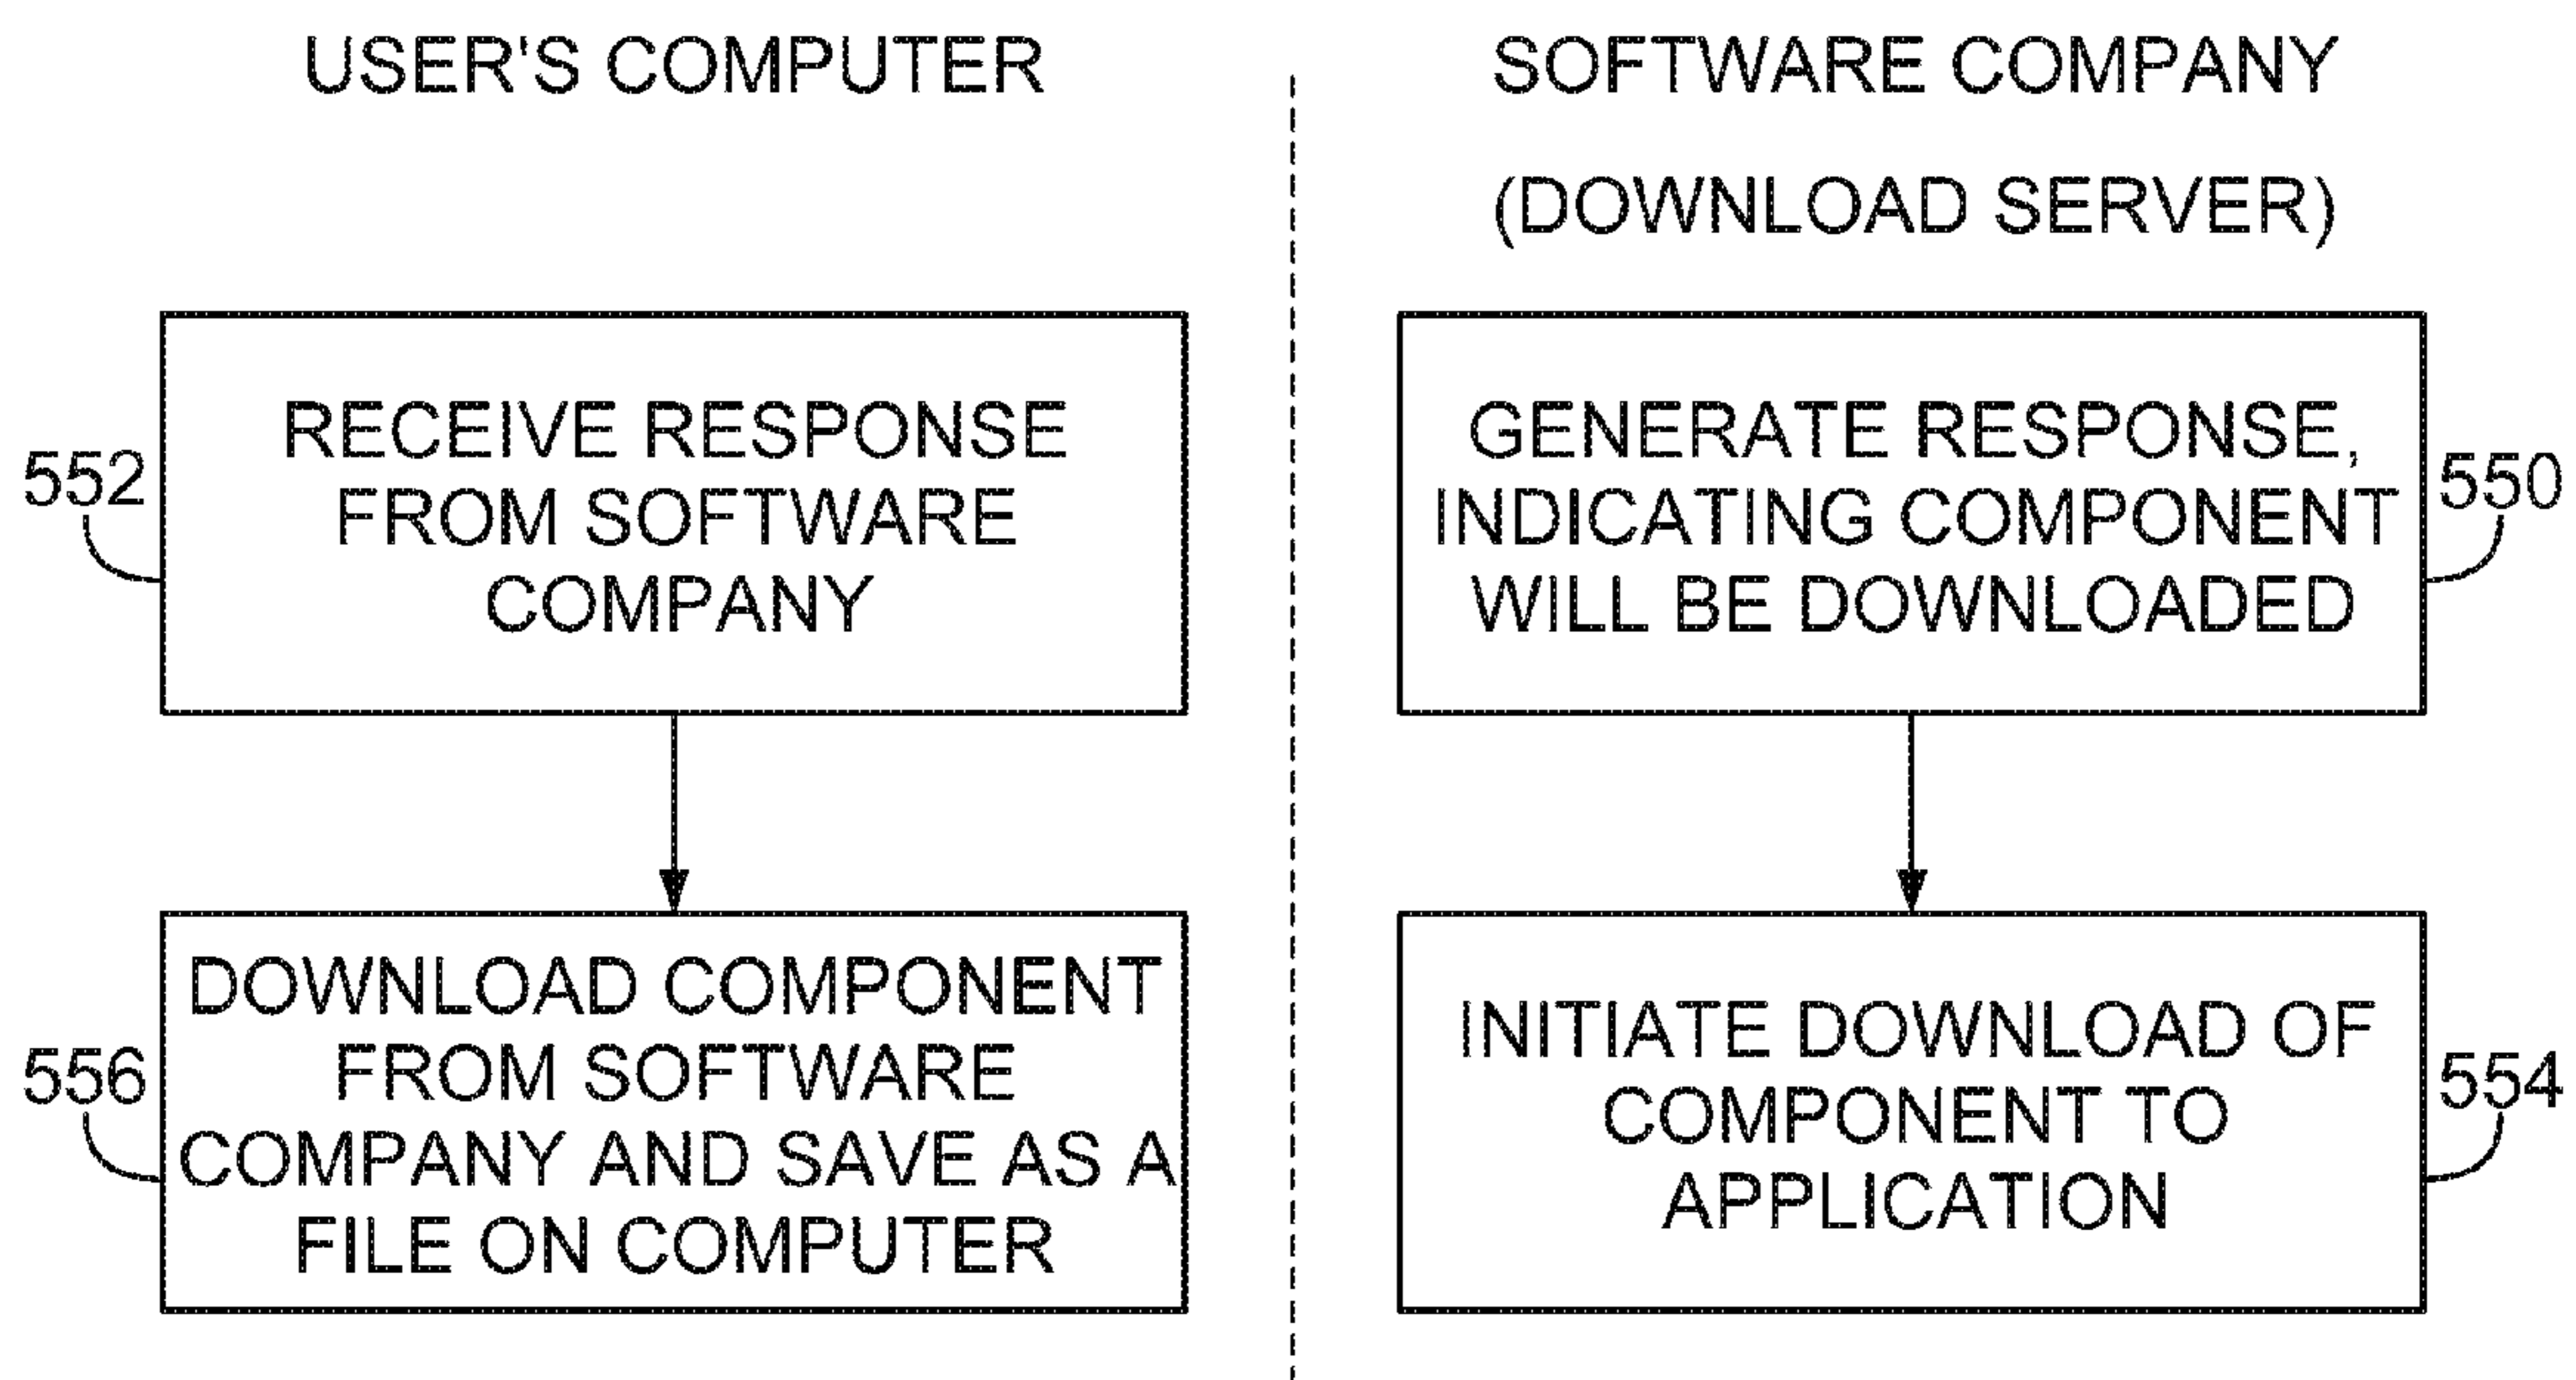 USER'S COMPUTER
SOFTWARE COMPANY
(DOWNLOAD SERVER)
552
RECEIVE RESPONSE
FROM SOFTWARE
COMPANY
GENERATE RESPONSE,
INDICATING COMPONENT
WILL BE DOWNLOADED
550
556
DOWNLOAD COMPONENT
FROM SOFTWARE
COMPANY AND SAVE AS A
FILE ON COMPUTER
INITIATE DOWNLOAD OF
COMPONENT TO
APPLICATION
554